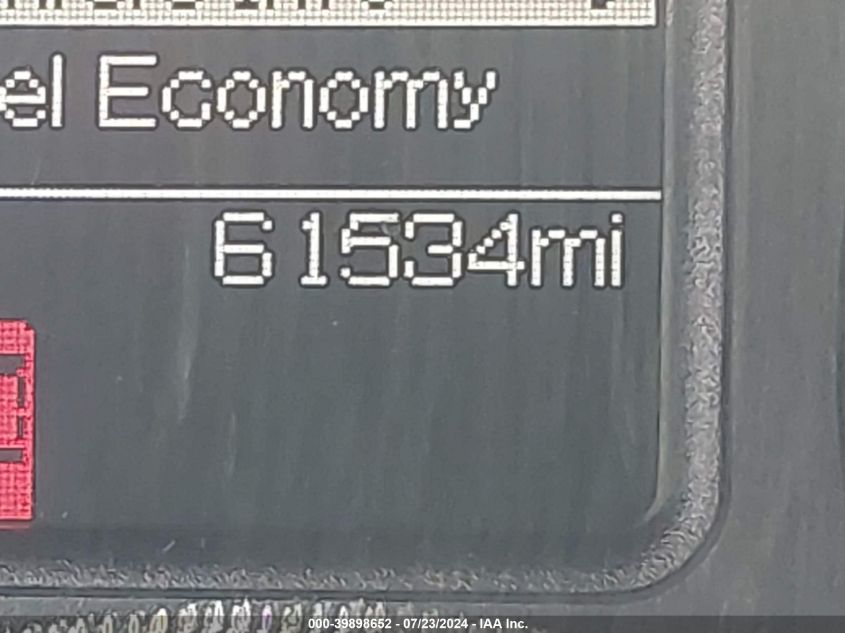 el Economy
61534mi
000-39898652 - 07/23/2024 - IAA Inc.